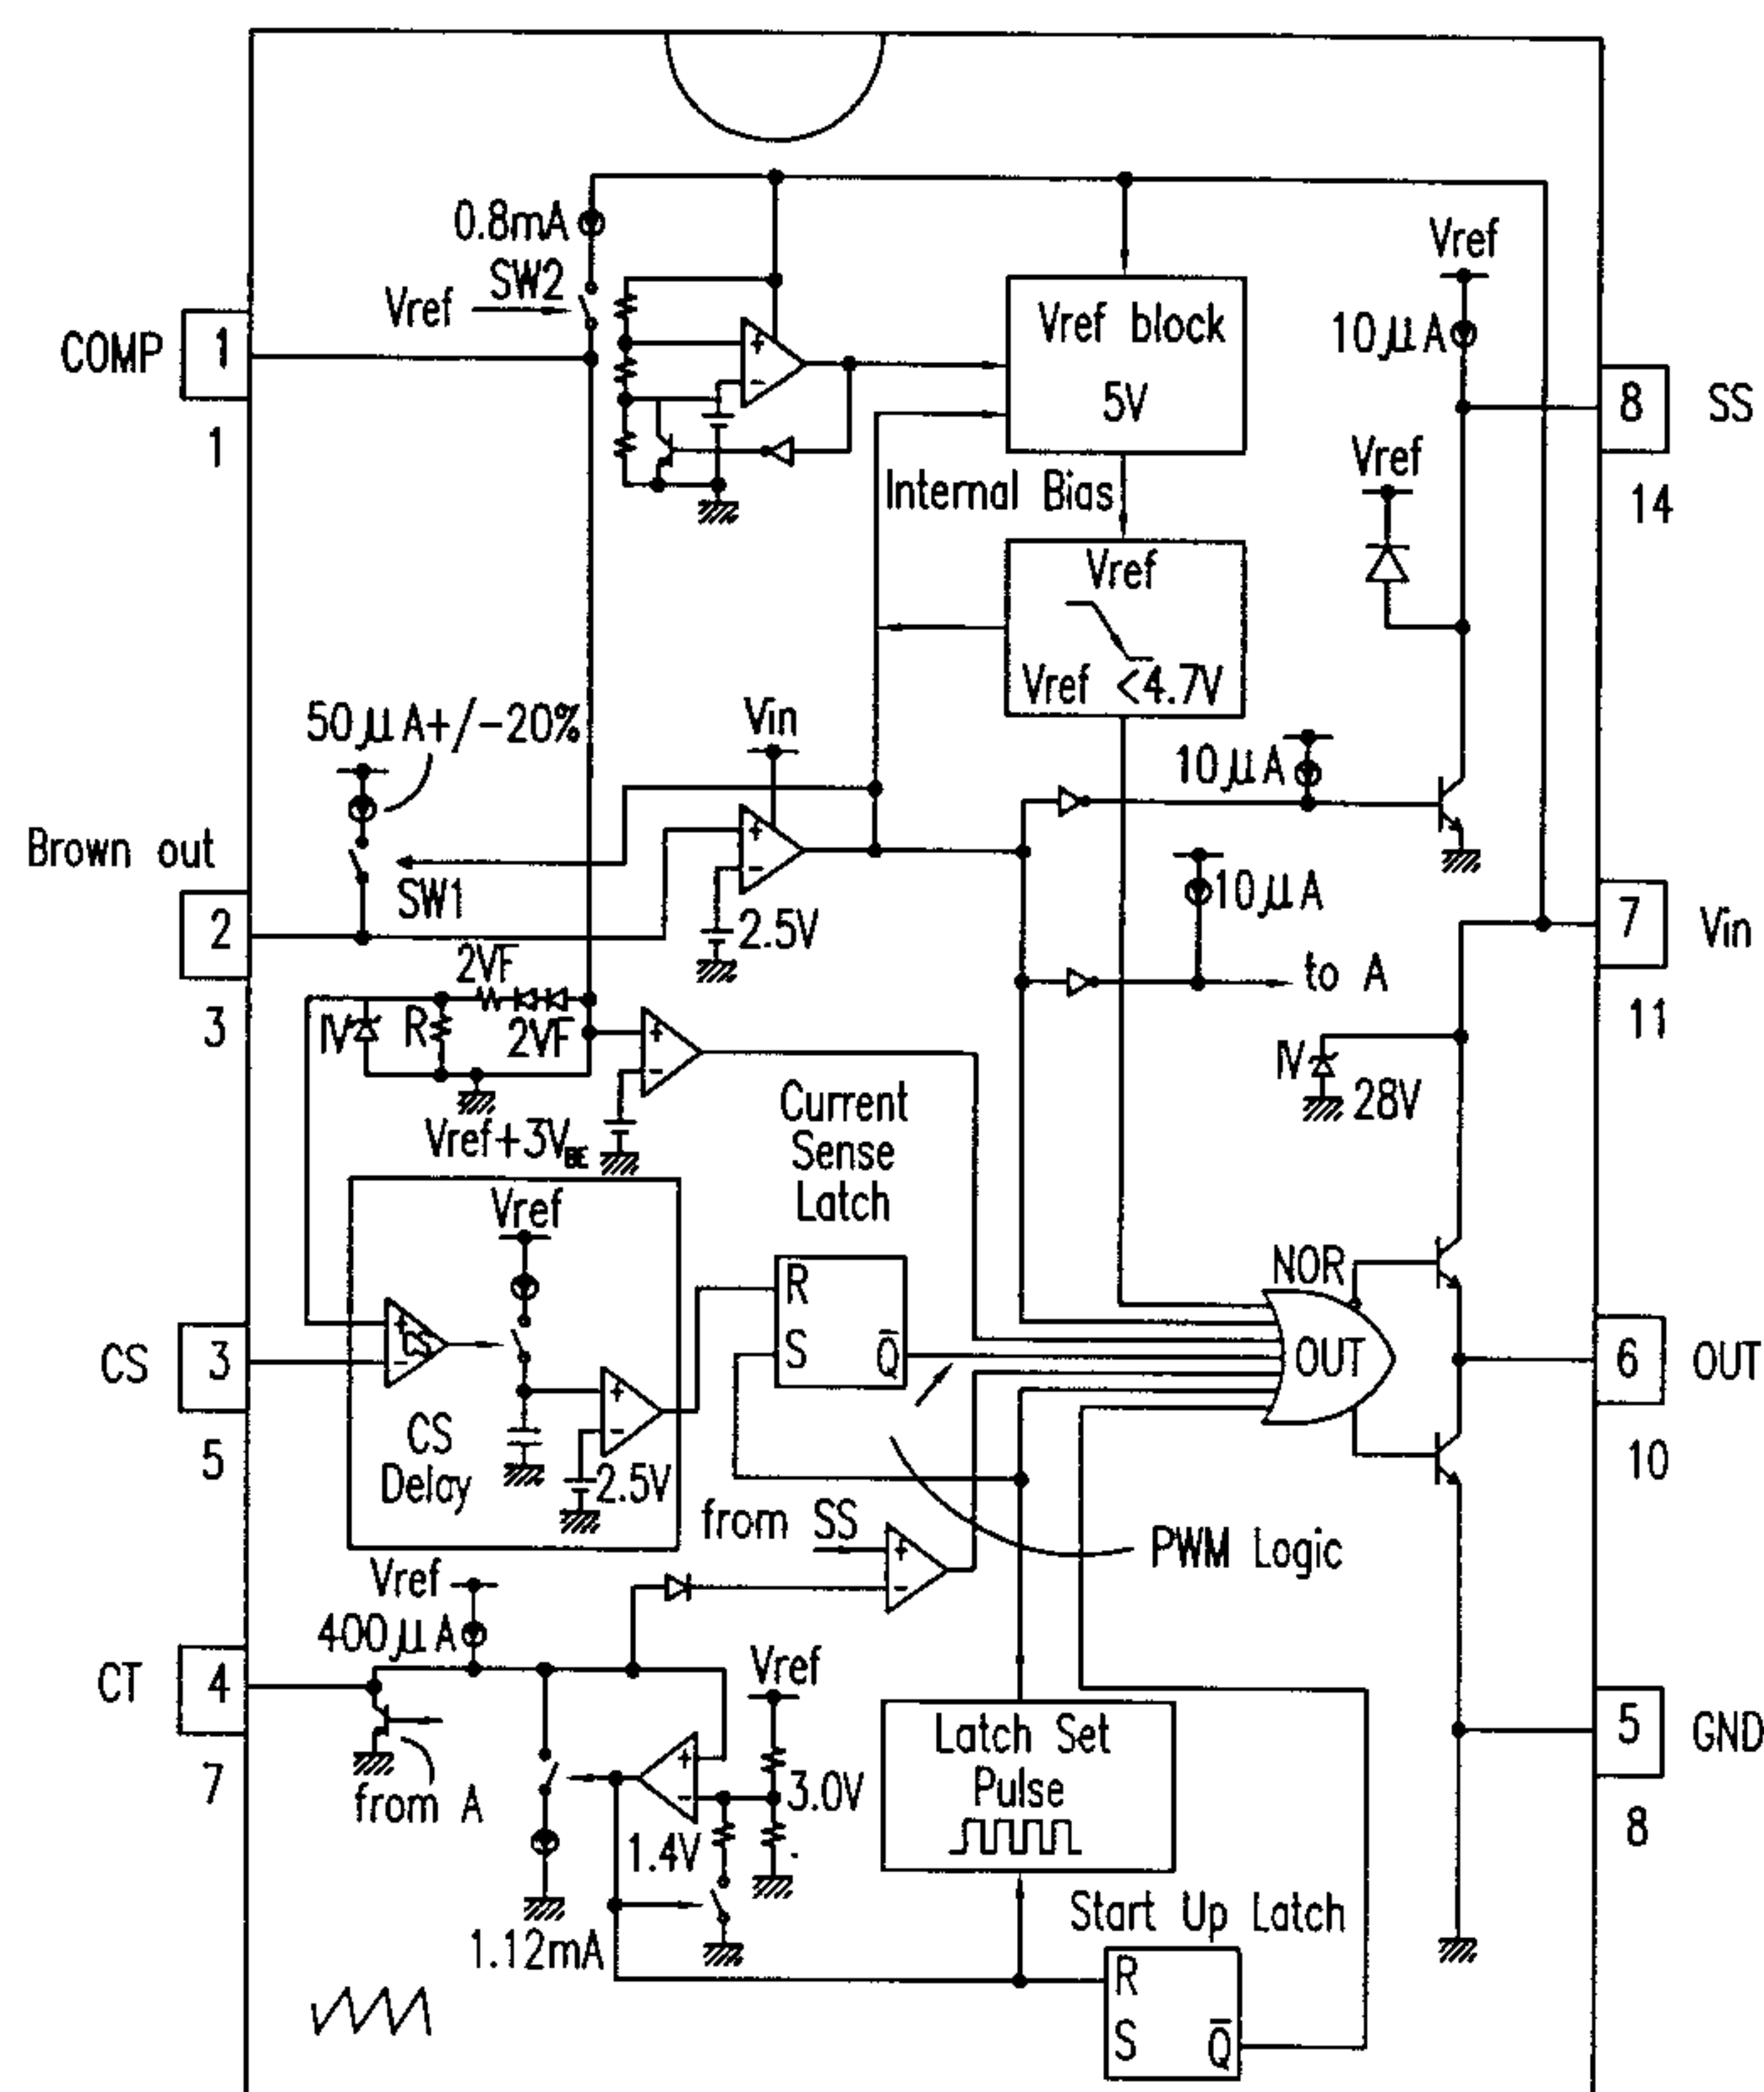 0.8mA
SW2
Vref
COMP
1
1
+
-
Vref block
5V
Internal Bias
Vref
Vref <4.7V
Vref
10μA
8
SS
14
Vref
50μA+/-20%
Vin
+
-
2.5V
Brown out
SW1
2
3
10μA
10μA
to A
7
Vin
11
IV
28V
2VF
2VF
IV
R
+
-
Vref+3VBE
Current
Sense
Latch
Vref
+
-
CS
CS
Delay
+
-
2.5V
CS
3
5
R
S
Q̅
NOR
OUT
6
OUT
10
from SS
+
-
PWM Logic
Vref
400μA
CT
4
7
from A
Vref
+
-
3.0V
1.4V
1.12mA
Latch Set
Pulse
5
GND
8
Start Up Latch
R
S
Q̅